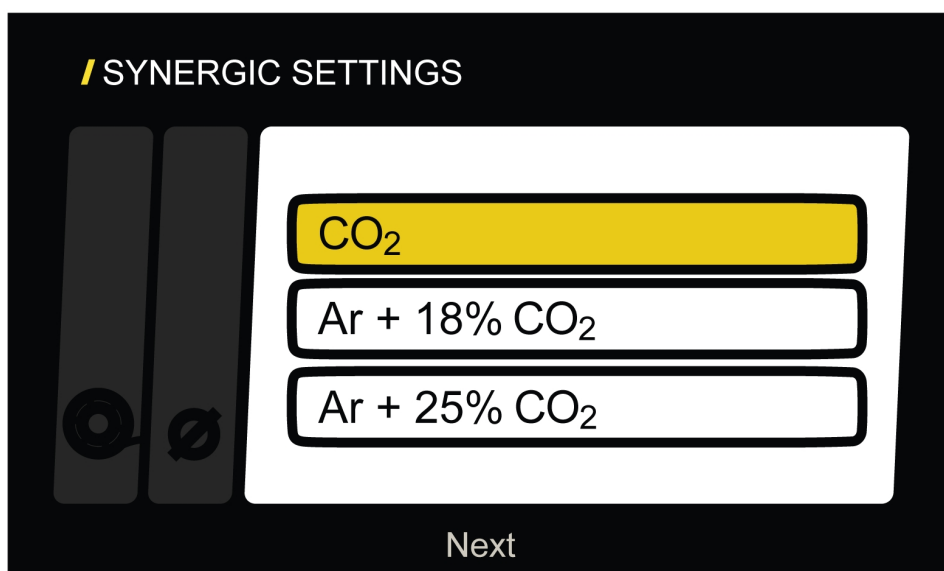 SYNERGIC SETTINGS
CO₂
Ar + 18% CO₂
Ar + 25% CO₂
Next